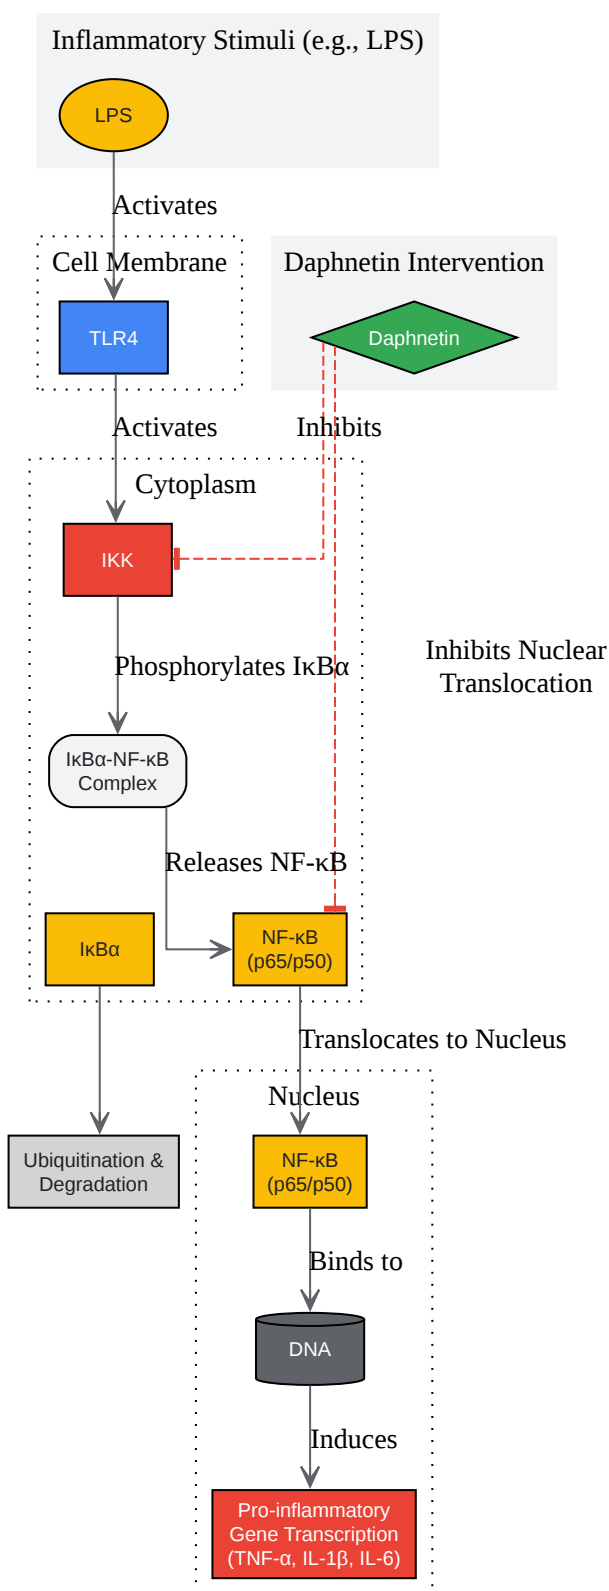 Inflammatory Stimuli (e.g., LPS)
LPS
Activates
Cell Membrane
Daphnetin Intervention
TLR4
Daphnetin
Activates
Inhibits
Cytoplasm
IKK
Inhibits Nuclear
Translocation
Phosphorylates IκBα
IκBα-NF-κB
Complex
Releases NF-κB
IκBα
NF-κB
(p65/p50)
Translocates to Nucleus
Nucleus
Ubiquitination &
Degradation
NF-κB
(p65/p50)
Binds to
DNA
Induces
Pro-inflammatory
Gene Transcription
(TNF-α, IL-1β, IL-6)